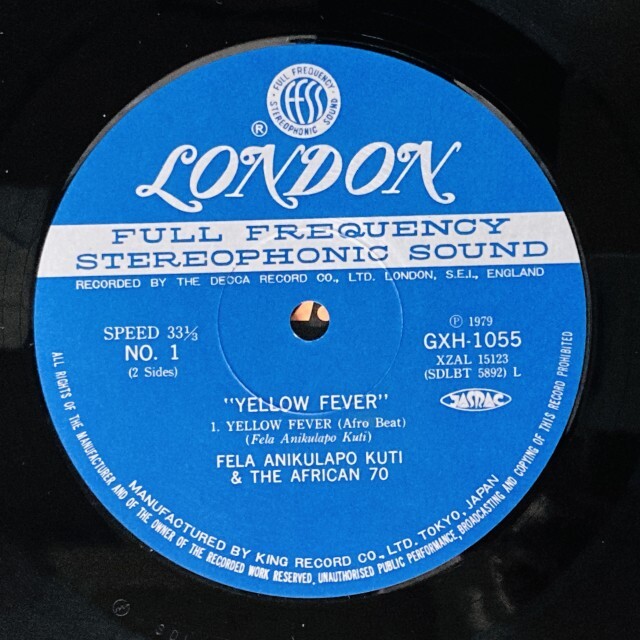 FULL FREQUENCY
FFSS
STEREOPHONIC SOUND
®
LONDON
FULL FREQUENCY
STEREOPHONIC SOUND
RECORDED BY THE DECCA RECORD CO., LTD. LONDON, S.E.I., ENGLAND
SPEED 33⅓
NO. 1
(2 Sides)
℗ 1979
GXH-1055
XZAL 15123
(SDLBT 5892) L
JASRAC
"YELLOW FEVER"
1. YELLOW FEVER (Afro Beat)
(Fela Anikulapo Kuti)
FELA ANIKULAPO KUTI
& THE AFRICAN 70
MANUFACTURED BY KING RECORD CO., LTD. TOKYO, JAPAN
ALL RIGHTS OF THE MANUFACTURER AND OF THE OWNER OF THE RECORDED WORK RESERVED, UNAUTHORISED PUBLIC PERFORMANCE, BROADCASTING, AND COPYING OF THIS RECORD PROHIBITED